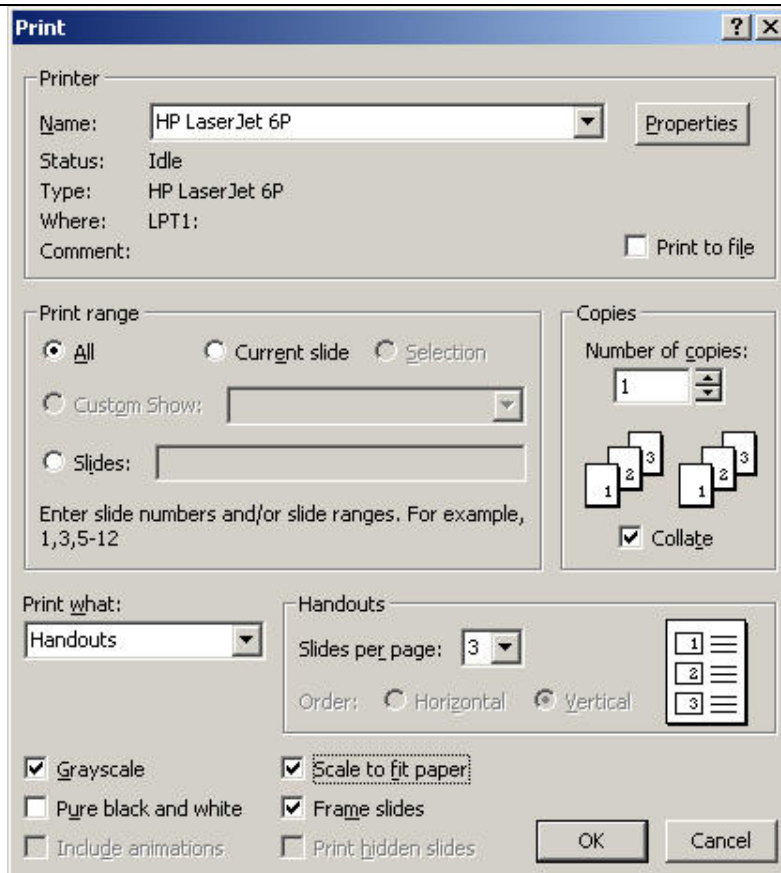 Print
Printer
Name: HP LaserJet 6P Properties
Status: Idle
Type: HP LaserJet 6P
Where: LPT1:
Comment: Print to file
Print range
All Current slide Selection
Custom Show:
Slides:
Enter slide numbers and/or slide ranges. For example,
1,3,5-12
Copies
Number of copies:
1
1 2 3 1 2 3
Collate
Print what:
Handouts
Handouts
Slides per page: 3
Order: Horizontal Vertical
1
2
3
Grayscale Scale to fit paper
Pure black and white Frame slides
Include animations Print hidden slides
OK Cancel